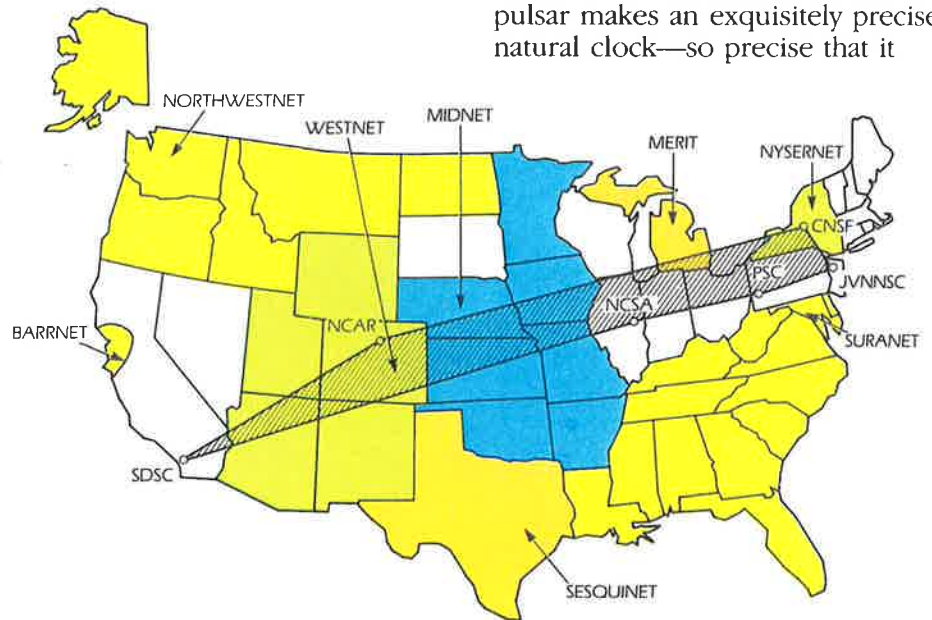 pulsar makes an exquisitely precise
natural clock—so precise that it
NORTHWESTNET
WESTNET
MIDNET
MERIT
NYSERNET
CNSF
PSC
JVNNSC
NCSA
NCAR
BARRNET
SURANET
SDSC
SESQUINET